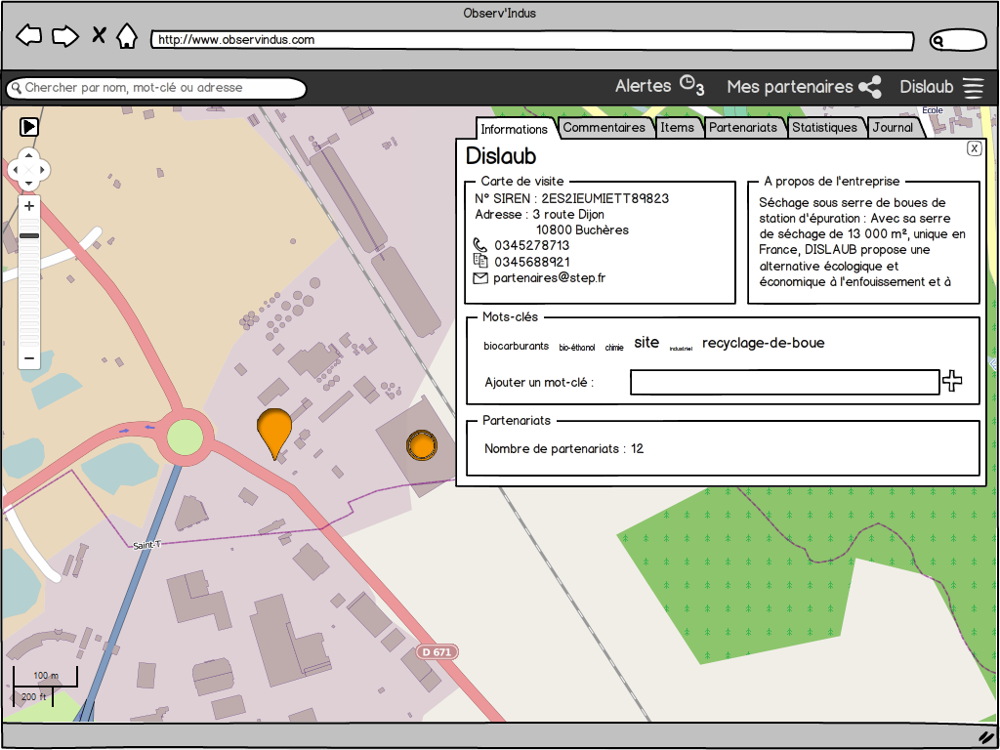 Observ'Indus
http://www.observindus.com
Chercher par nom, mot-clé ou adresse
Alertes 3
Mes partenaires
Dislaub
Ecole
Informations
Commentaires
Items
Partenariats
Statistiques
Journal
X
Dislaub
Carte de visite
N° SIREN : 2ES2IEUMIETT89823
Adresse : 3 route Dijon
10800 Buchères
0345278713
0345688921
partenaires@step.fr
A propos de l'entreprise
Séchage sous serre de boues de
station d'épuration : Avec sa serre
de séchage de 13 000 m², unique en
France, DISLAUB propose une
alternative écologique et
économique à l'enfouissement et à
Mots-clés
biocarburants bio-éthanol chimie site industriel recyclage-de-boue
Ajouter un mot-clé :
Partenariats
Nombre de partenariats : 12
Saint-T
D 671
100 m
200 ft